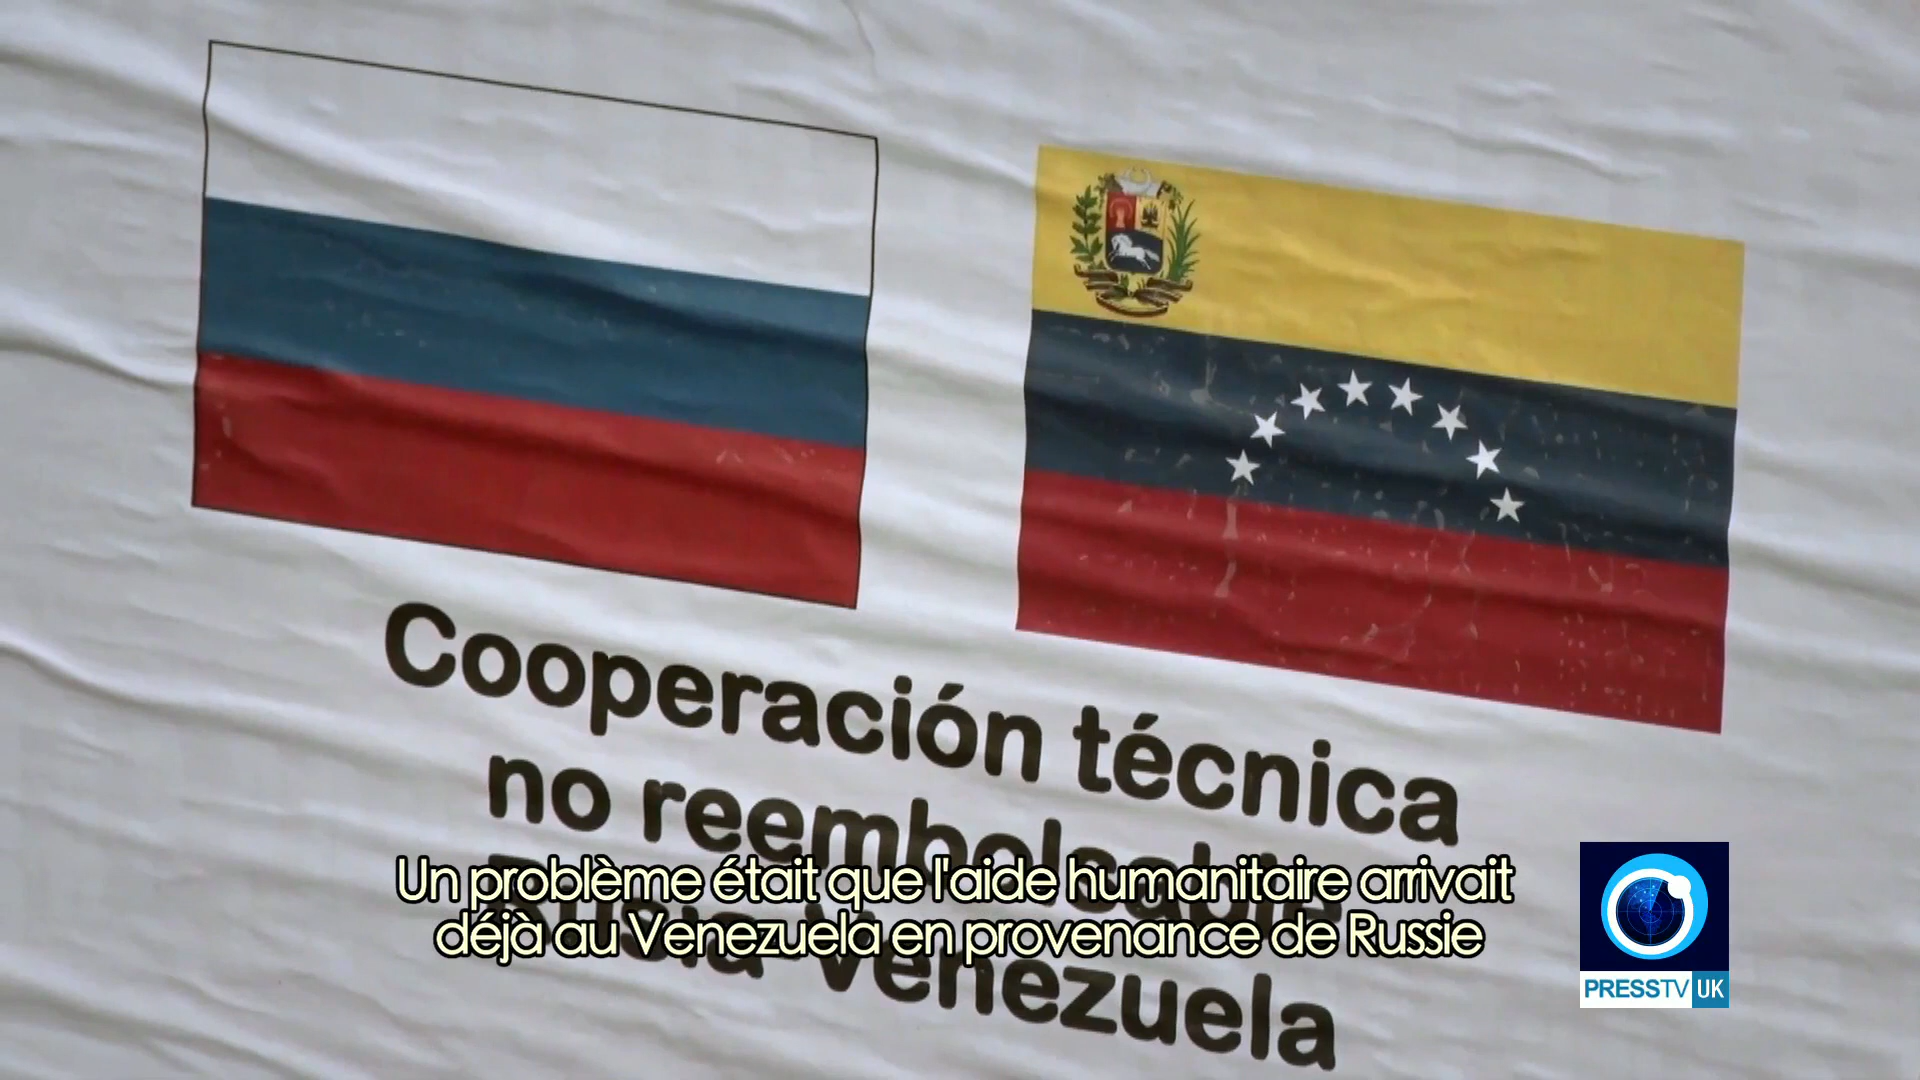 Cooperación técnica
no reembolsable
Rusia-Venezuela
Un problème était que l'aide humanitaire arrivait
déjà au Venezuela en provenance de Russie
PRESSTV UK